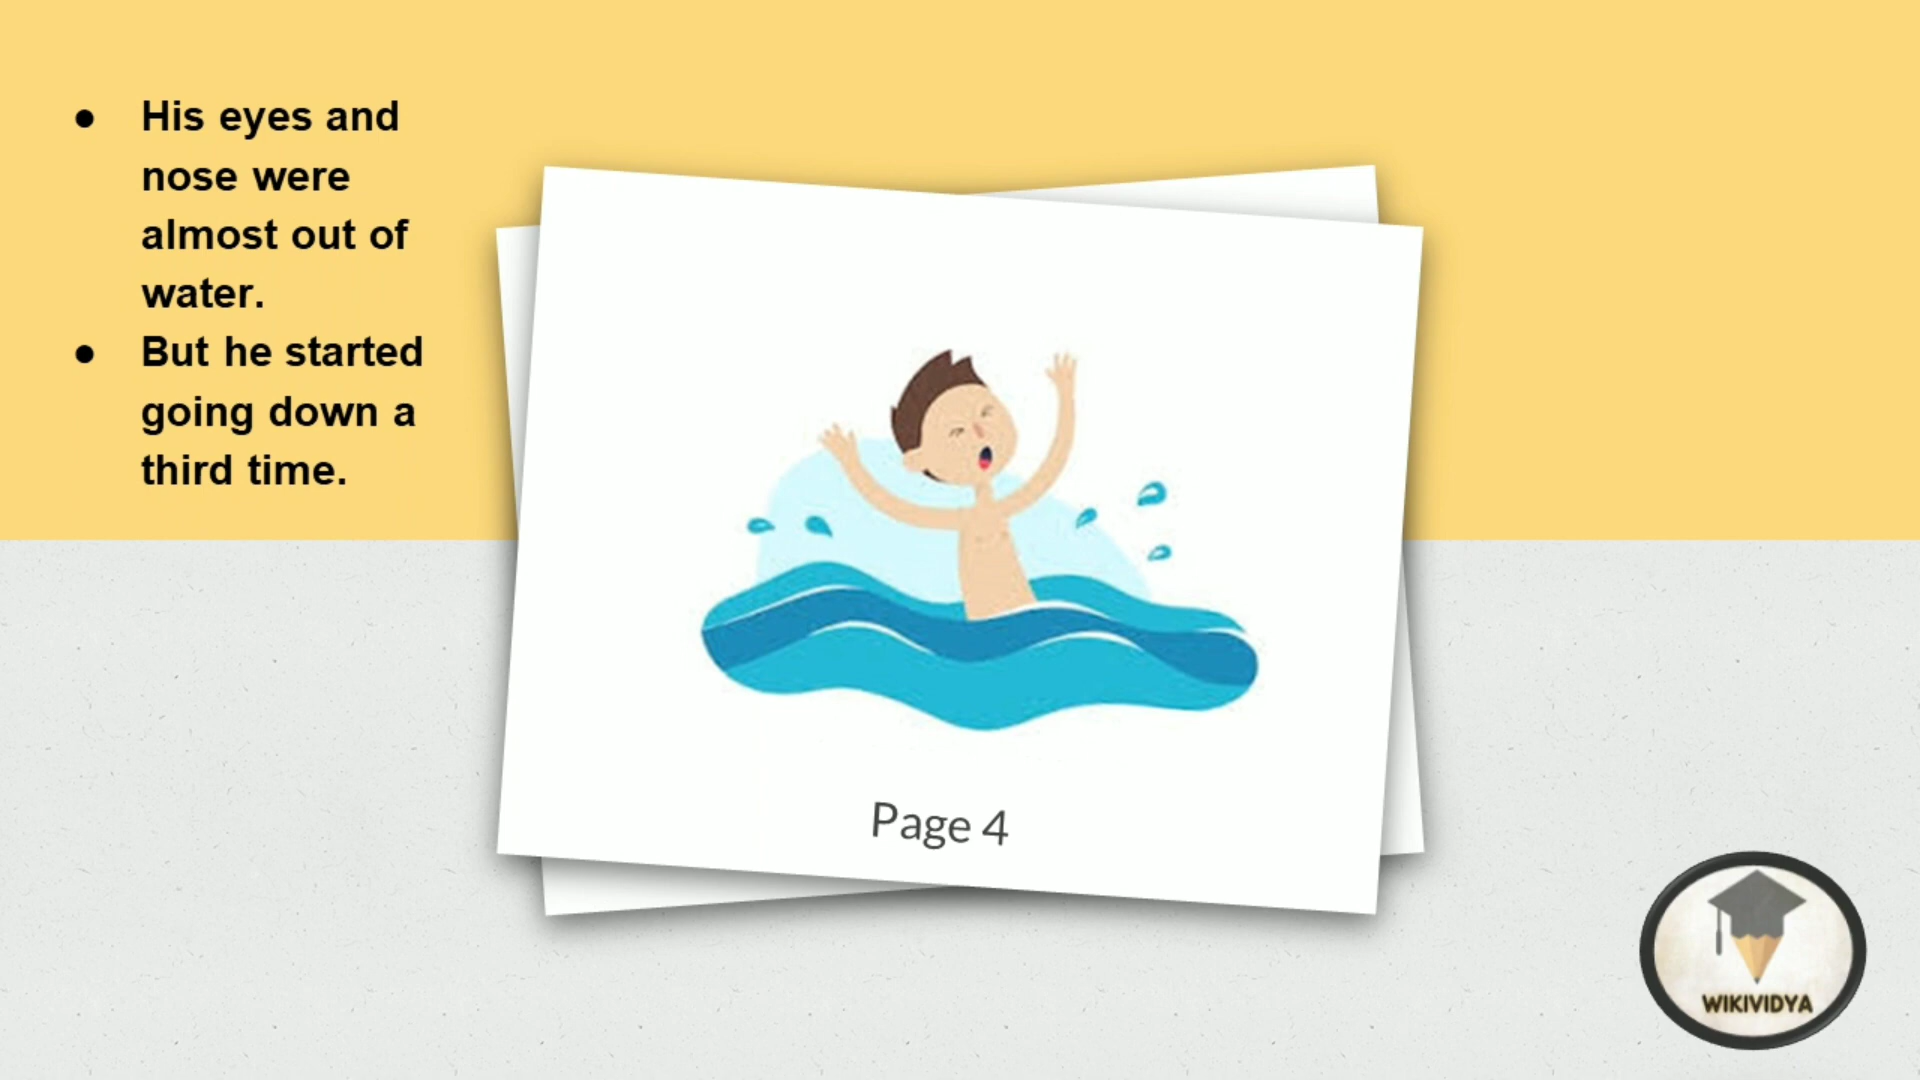 ● His eyes and
nose were
almost out of
water.
● But he started
going down a
third time.
Page 4
WIKIVIDYA